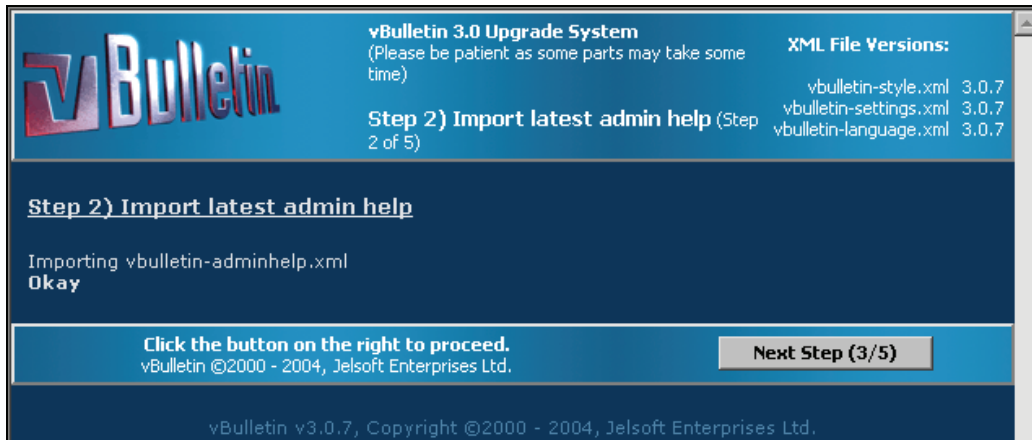 vBulletin
vBulletin 3.0 Upgrade System
(Please be patient as some parts may take some
time)
Step 2) Import latest admin help (Step
2 of 5)
XML File Versions:
vbulletin-style.xml 3.0.7
vbulletin-settings.xml 3.0.7
vbulletin-language.xml 3.0.7
Step 2) Import latest admin help
Importing vbulletin-adminhelp.xml
Okay
Click the button on the right to proceed.
vBulletin ©2000 - 2004, Jelsoft Enterprises Ltd.
Next Step (3/5)
vBulletin v3.0.7, Copyright ©2000 - 2004, Jelsoft Enterprises Ltd.